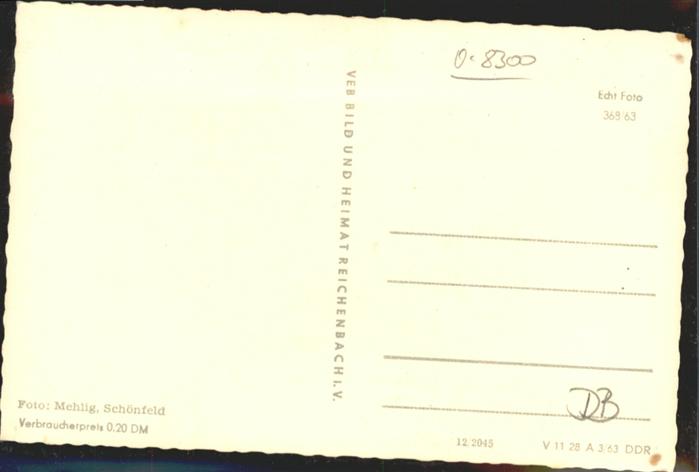 O-8300
Echt Foto
368/63
VEB BILD UND HEIMAT REICHENBACH I. V.
DB
Foto: Mehlig, Schönfeld
Verbraucherpreis 0.20 DM
12/2045
V 11 28 A 3/63 DDR